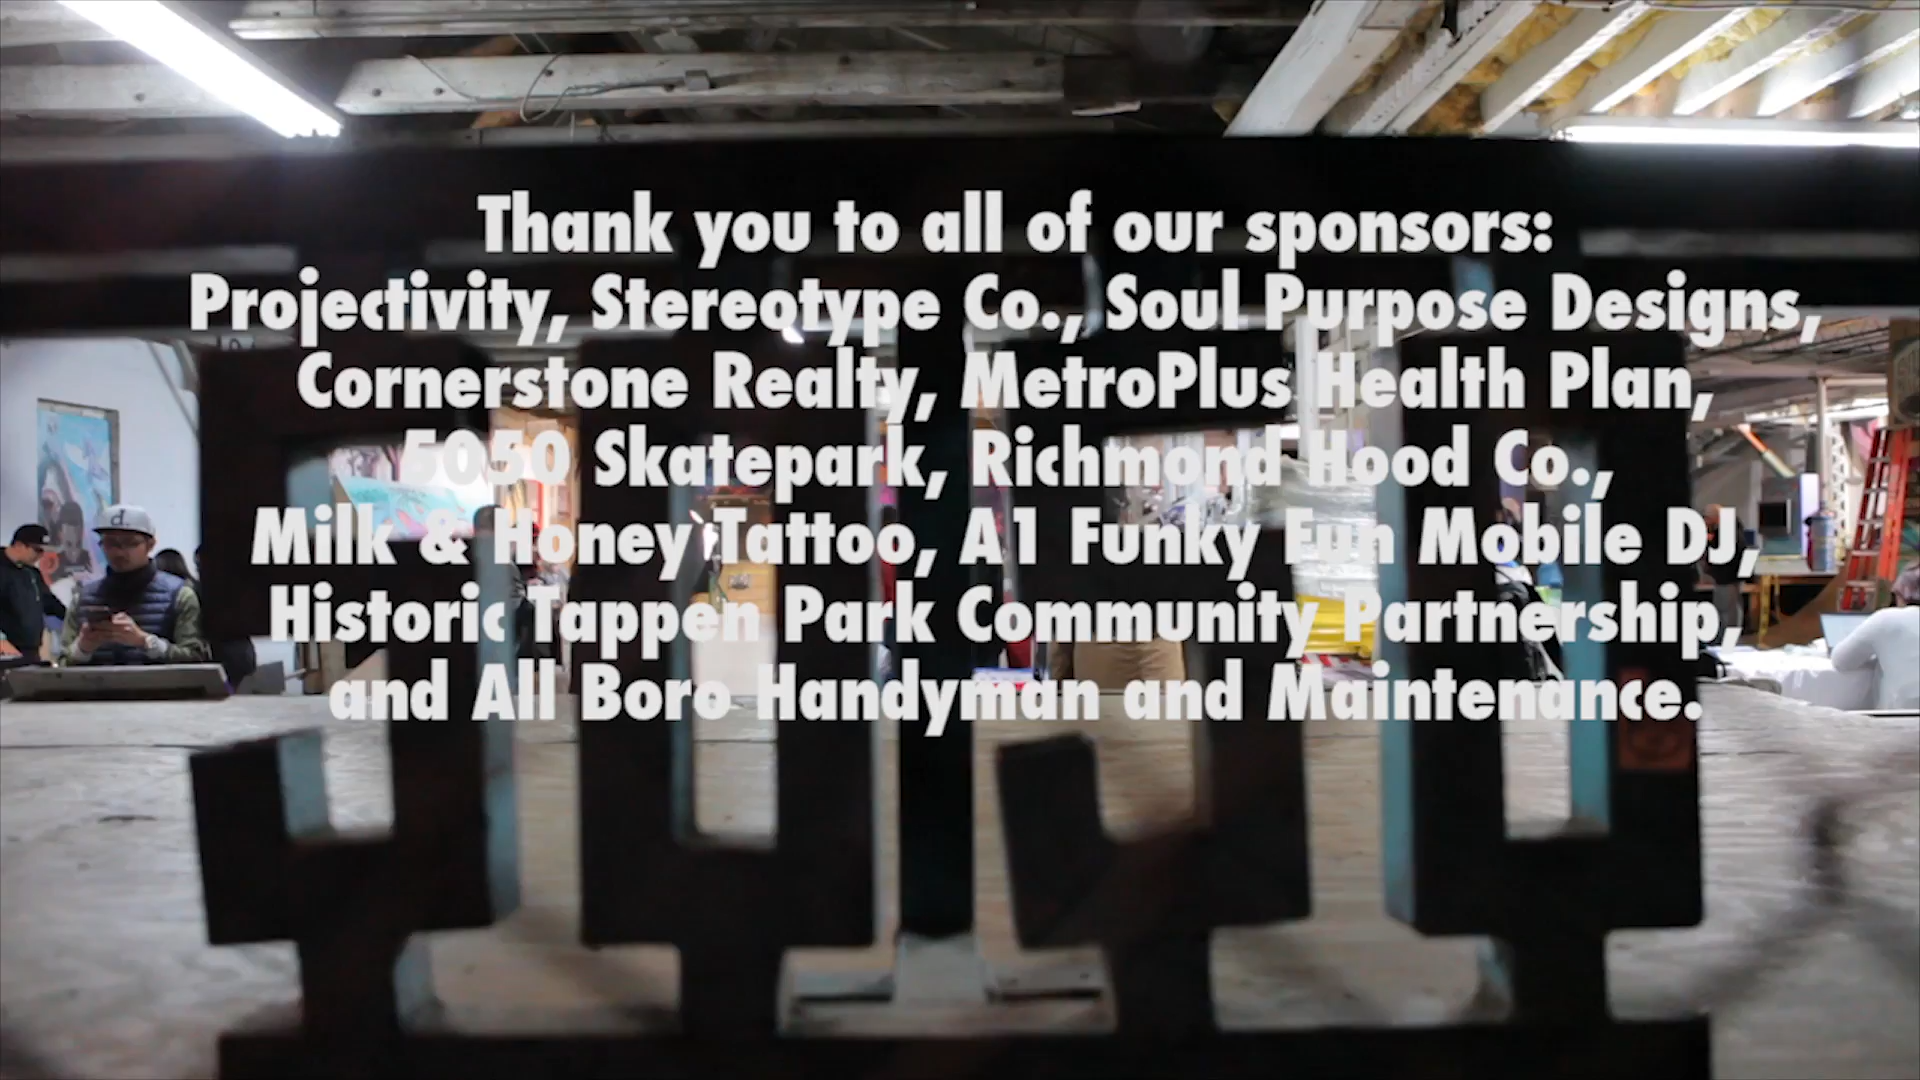 Thank you to all of our sponsors:
Projectivity, Stereotype Co., Soul Purpose Designs,
Cornerstone Realty, MetroPlus Health Plan,
5050 Skatepark, Richmond Hood Co.,
Milk & Honey Tattoo, A1 Funky Fun Mobile DJ,
Historic Tappen Park Community Partnership,
and All Boro Handyman and Maintenance.